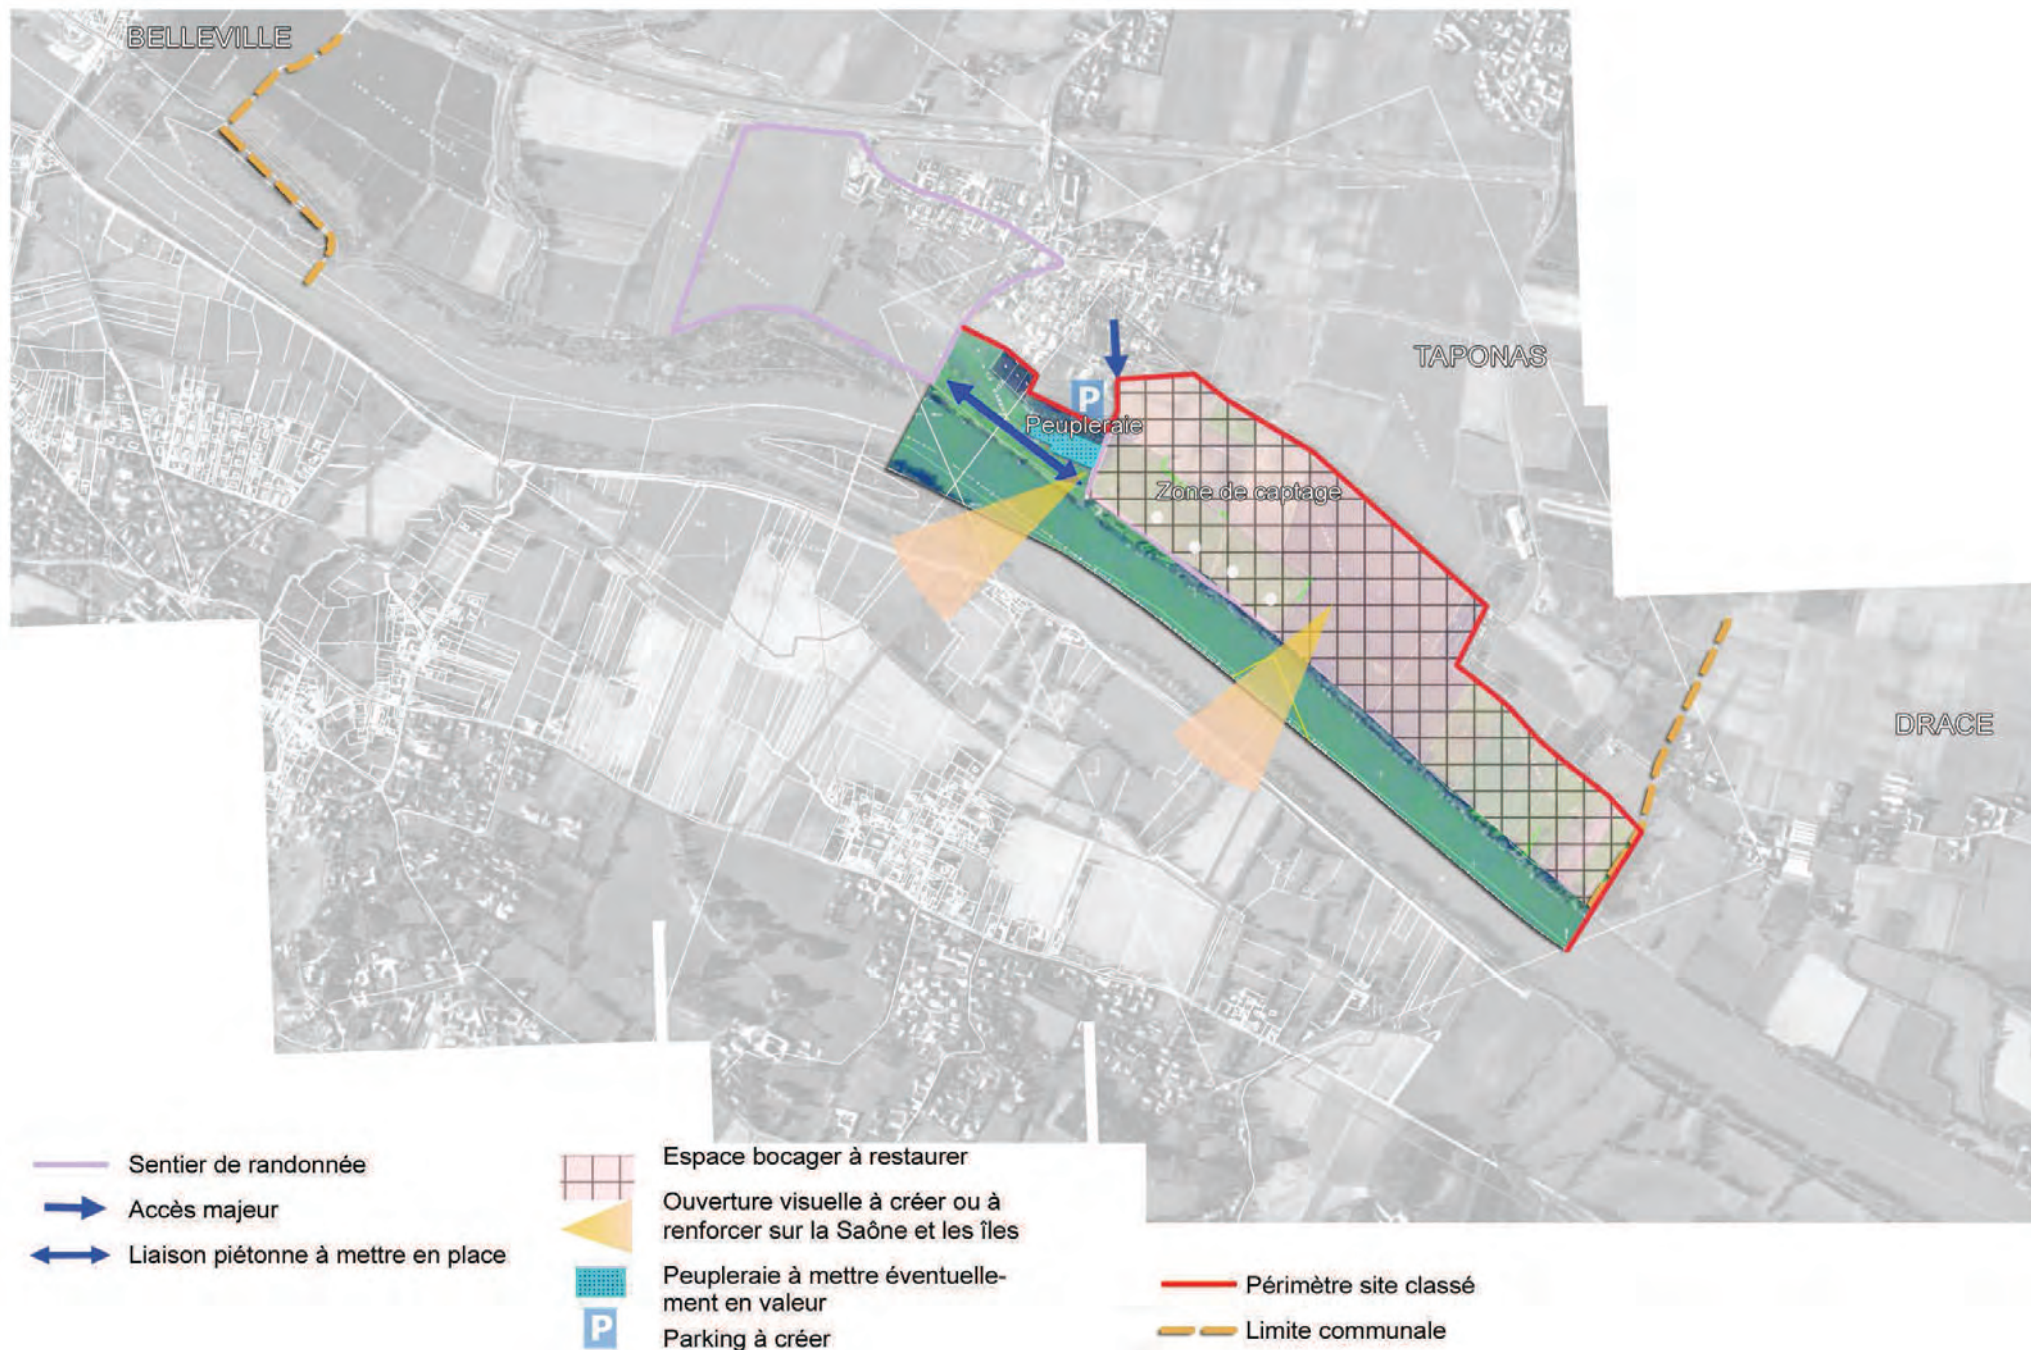 BELLEVILLE
TAPONAS
P
Peupleraie
Zone de captage
DRACE
Sentier de randonnée
Accès majeur
Liaison piétonne à mettre en place
Espace bocager à restaurer
Ouverture visuelle à créer ou à
renforcer sur la Saône et les îles
Peupleraie à mettre éventuelle-
ment en valeur
P
Parking à créer
Périmètre site classé
Limite communale